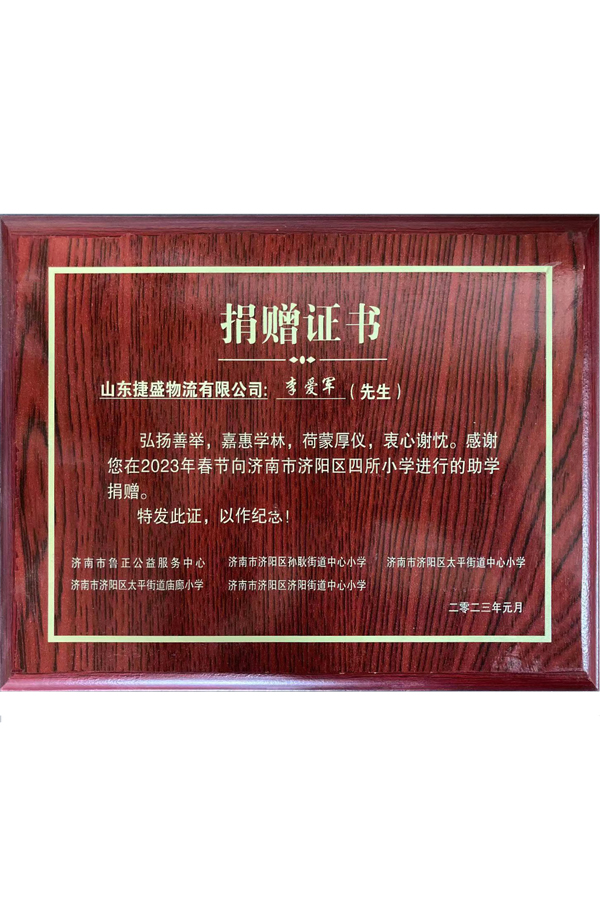 捐赠证书
山东捷盛物流有限公司：李爱军（先生）
弘扬善举，嘉惠学林，荷蒙厚仪，衷心谢忱。感谢
您在2023年春节向济南市济阳区四所小学进行的助学
捐赠。
特发此证，以作纪念！
济南市鲁正公益服务中心 济南市济阳区孙耿街道中心小学 济南市济阳区太平街道中心小学
济南市济阳区太平街道庙廊小学 济南市济阳区济阳街道中心小学
二零二三年元月